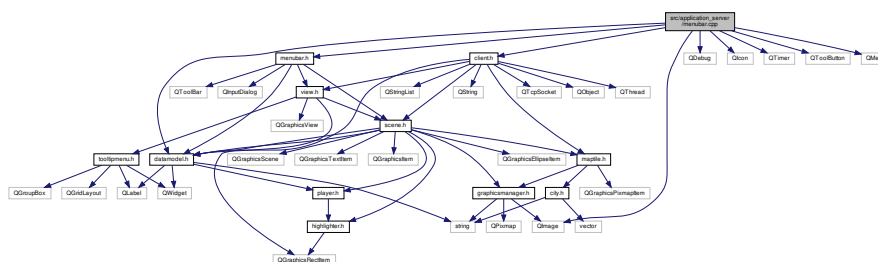 src/application_server
/menubar.cpp
menubar.h
client.h
QDebug
QIcon
QTimer
QToolButton
QMe
QToolBar
QInputDialog
view.h
QStringList
QString
QTcpSocket
QObject
QThread
QGraphicsView
scene.h
tooltipmenu.h
datamodel.h
QGraphicsScene
QGraphicsTextItem
QGraphicsItem
QGraphicsEllipseItem
maptile.h
QGroupBox
QGridLayout
QLabel
QWidget
player.h
graphicsmanager.h
city.h
QGraphicsPixmapItem
highlighter.h
string
QPixmap
QImage
vector
QGraphicsRectItem